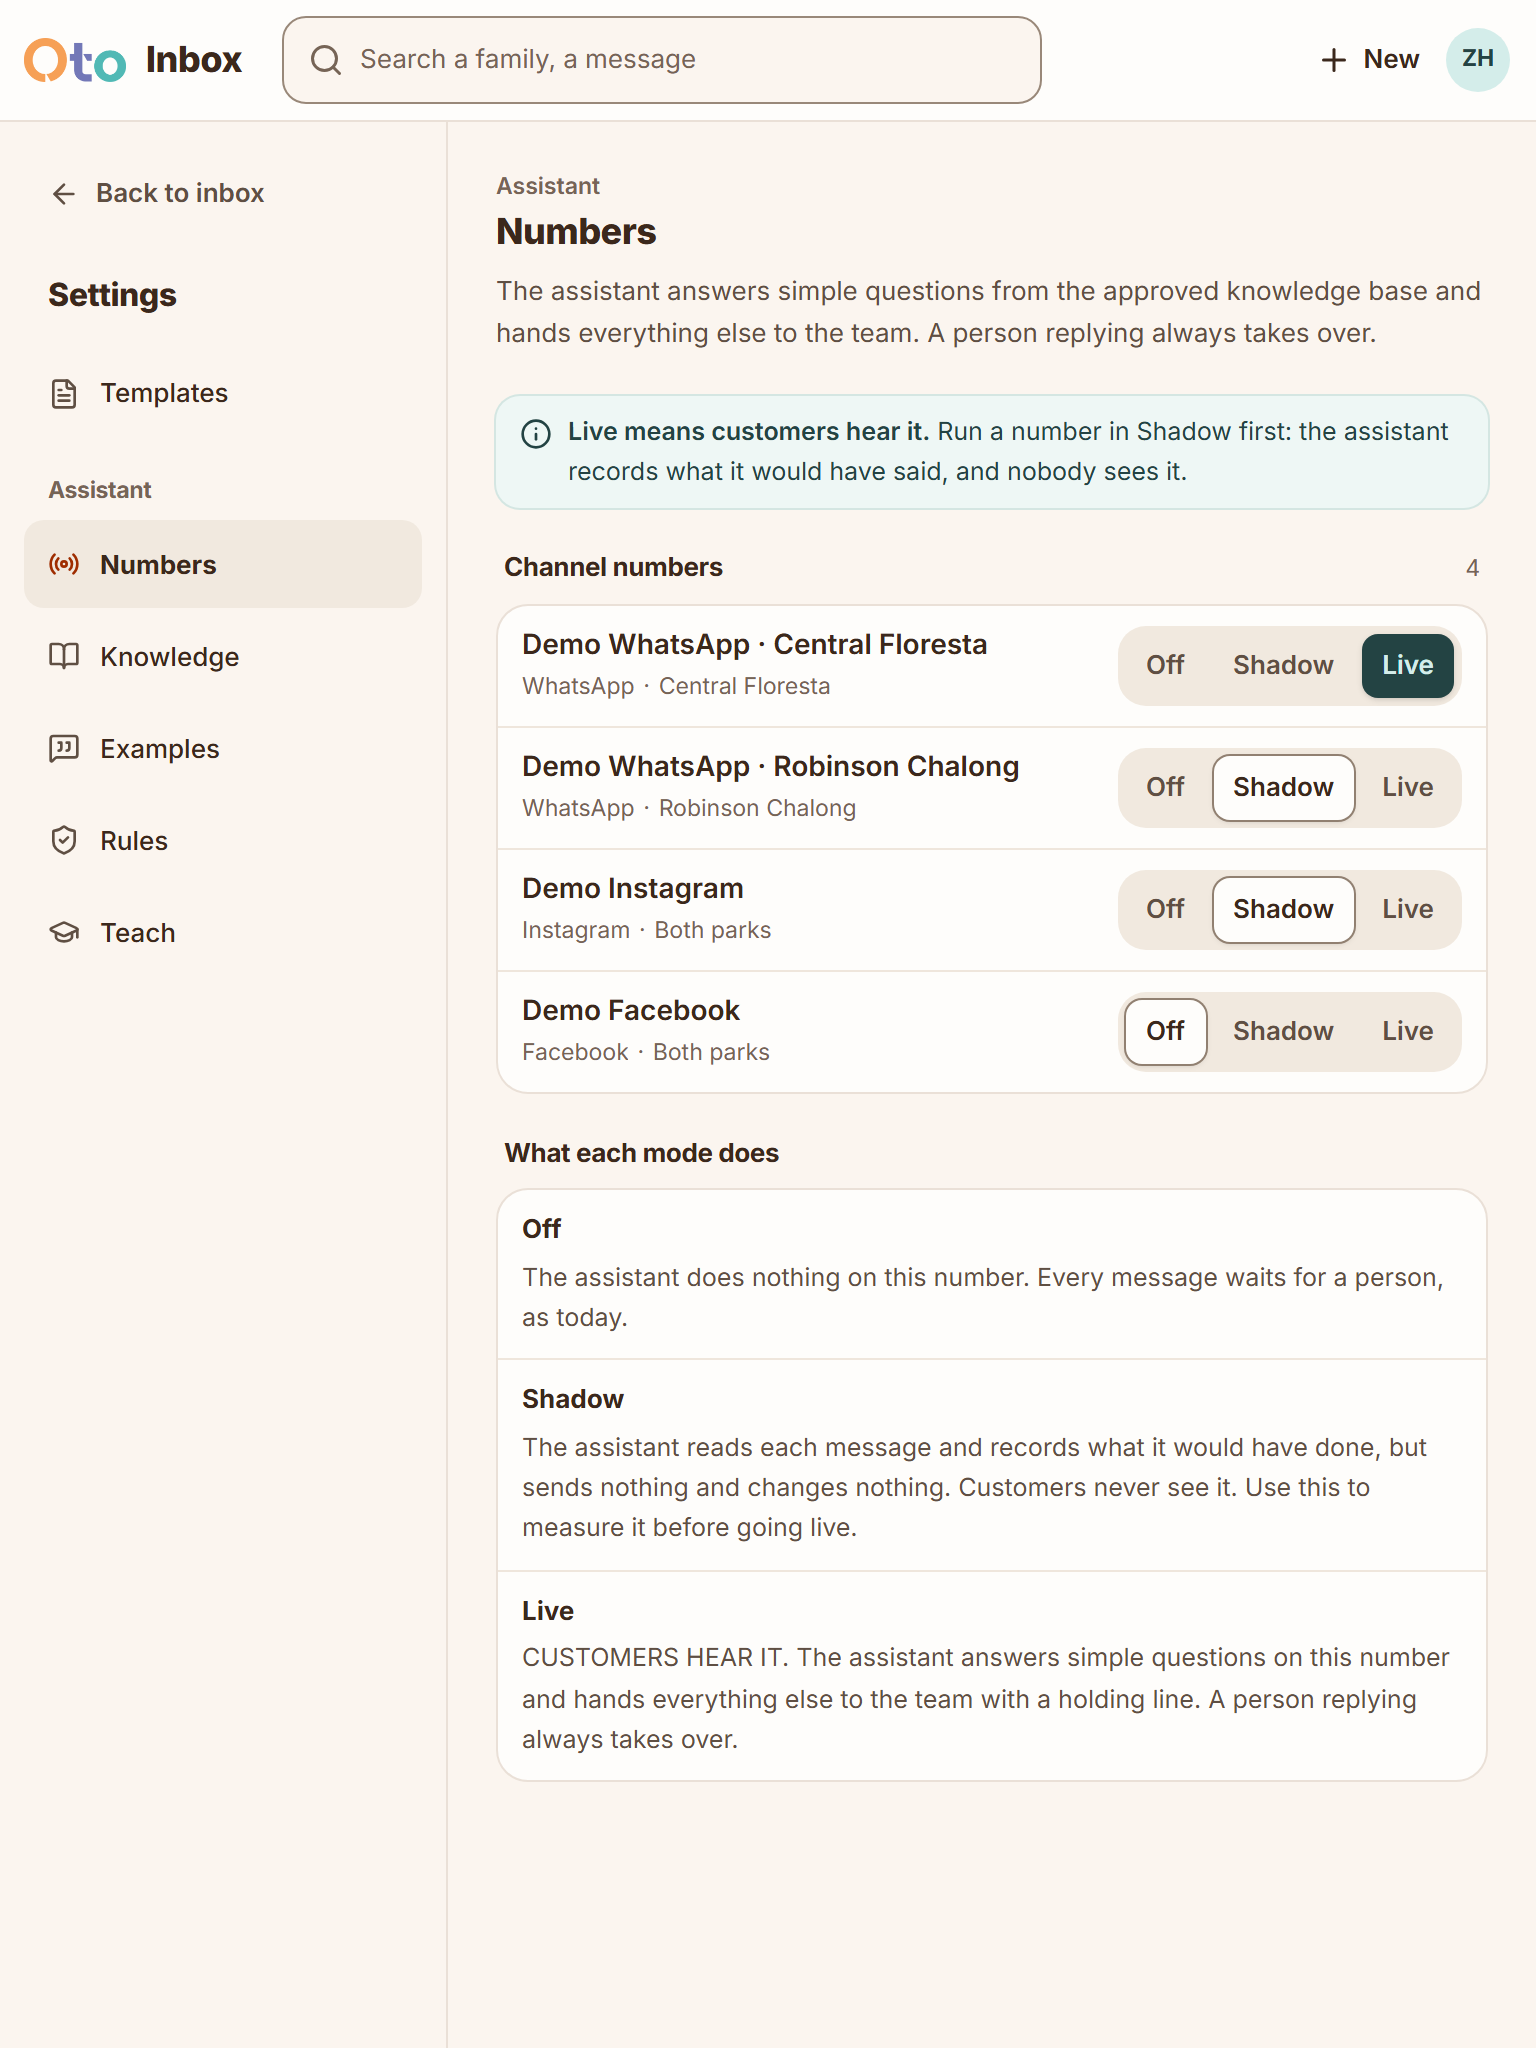 Oto Inbox
Search a family, a message
New
ZH
Back to inbox
Settings
Templates
Assistant
Numbers
Knowledge
Examples
Rules
Teach
Assistant
Numbers
The assistant answers simple questions from the approved knowledge base and
hands everything else to the team. A person replying always takes over.
Live means customers hear it. Run a number in Shadow first: the assistant
records what it would have said, and nobody sees it.
Channel numbers
4
Demo WhatsApp · Central Floresta
WhatsApp · Central Floresta
Off Shadow Live
Demo WhatsApp · Robinson Chalong
WhatsApp · Robinson Chalong
Off Shadow Live
Demo Instagram
Instagram · Both parks
Off Shadow Live
Demo Facebook
Facebook · Both parks
Off Shadow Live
What each mode does
Off
The assistant does nothing on this number. Every message waits for a person,
as today.
Shadow
The assistant reads each message and records what it would have done, but
sends nothing and changes nothing. Customers never see it. Use this to
measure it before going live.
Live
CUSTOMERS HEAR IT. The assistant answers simple questions on this number
and hands everything else to the team with a holding line. A person replying
always takes over.